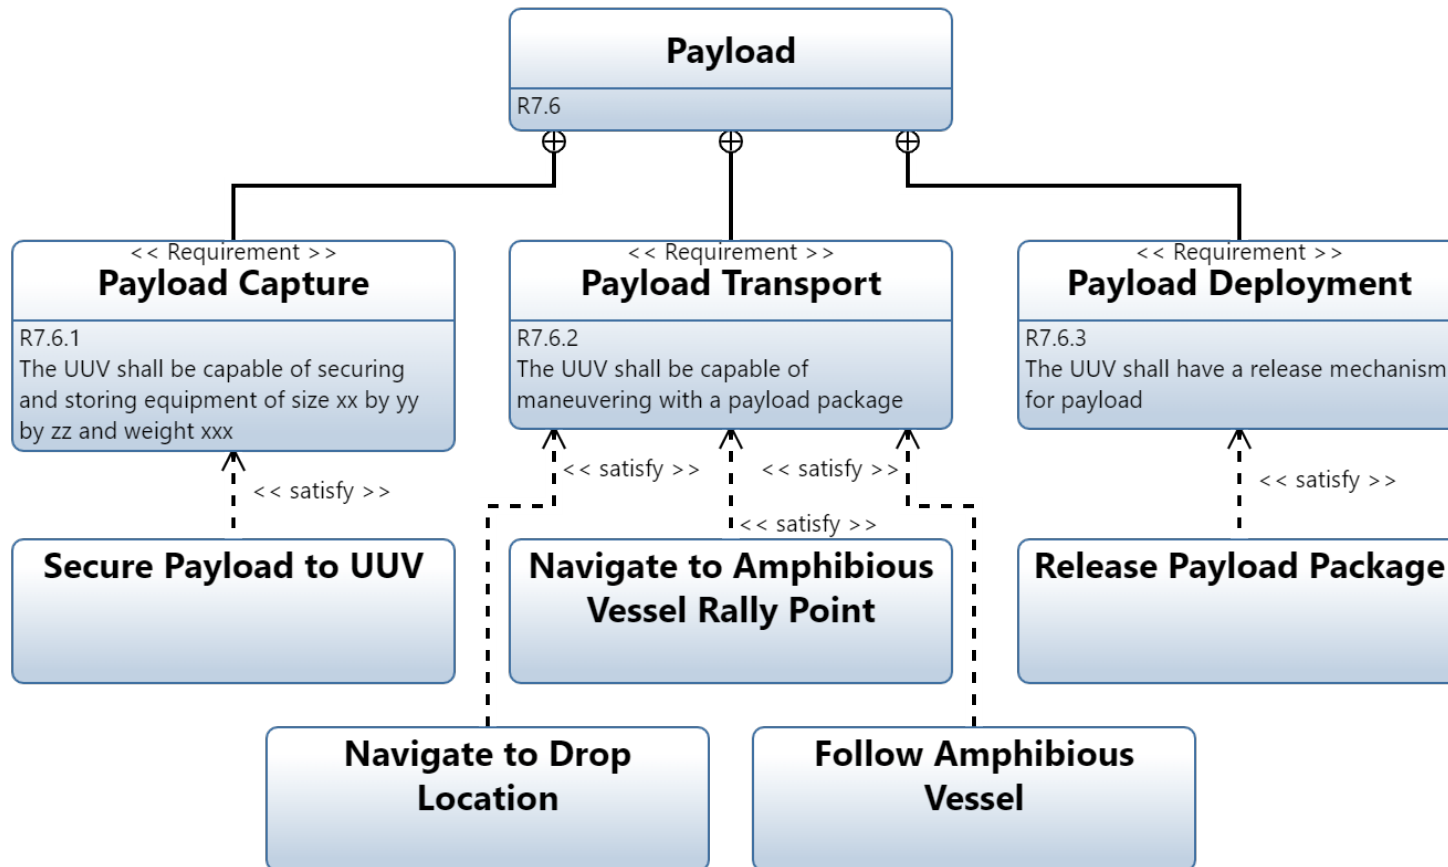 Payload
R7.6
<< Requirement >>
Payload Capture
R7.6.1
The UUV shall be capable of securing
and storing equipment of size xx by yy
by zz and weight xxx
<< Requirement >>
Payload Transport
R7.6.2
The UUV shall be capable of
maneuvering with a payload package
<< Requirement >>
Payload Deployment
R7.6.3
The UUV shall have a release mechanism
for payload
<< satisfy >>
<< satisfy >>
<< satisfy >>
<< satisfy >>
<< satisfy >>
Secure Payload to UUV
Navigate to Amphibious
Vessel Rally Point
Release Payload Package
Navigate to Drop
Location
Follow Amphibious
Vessel